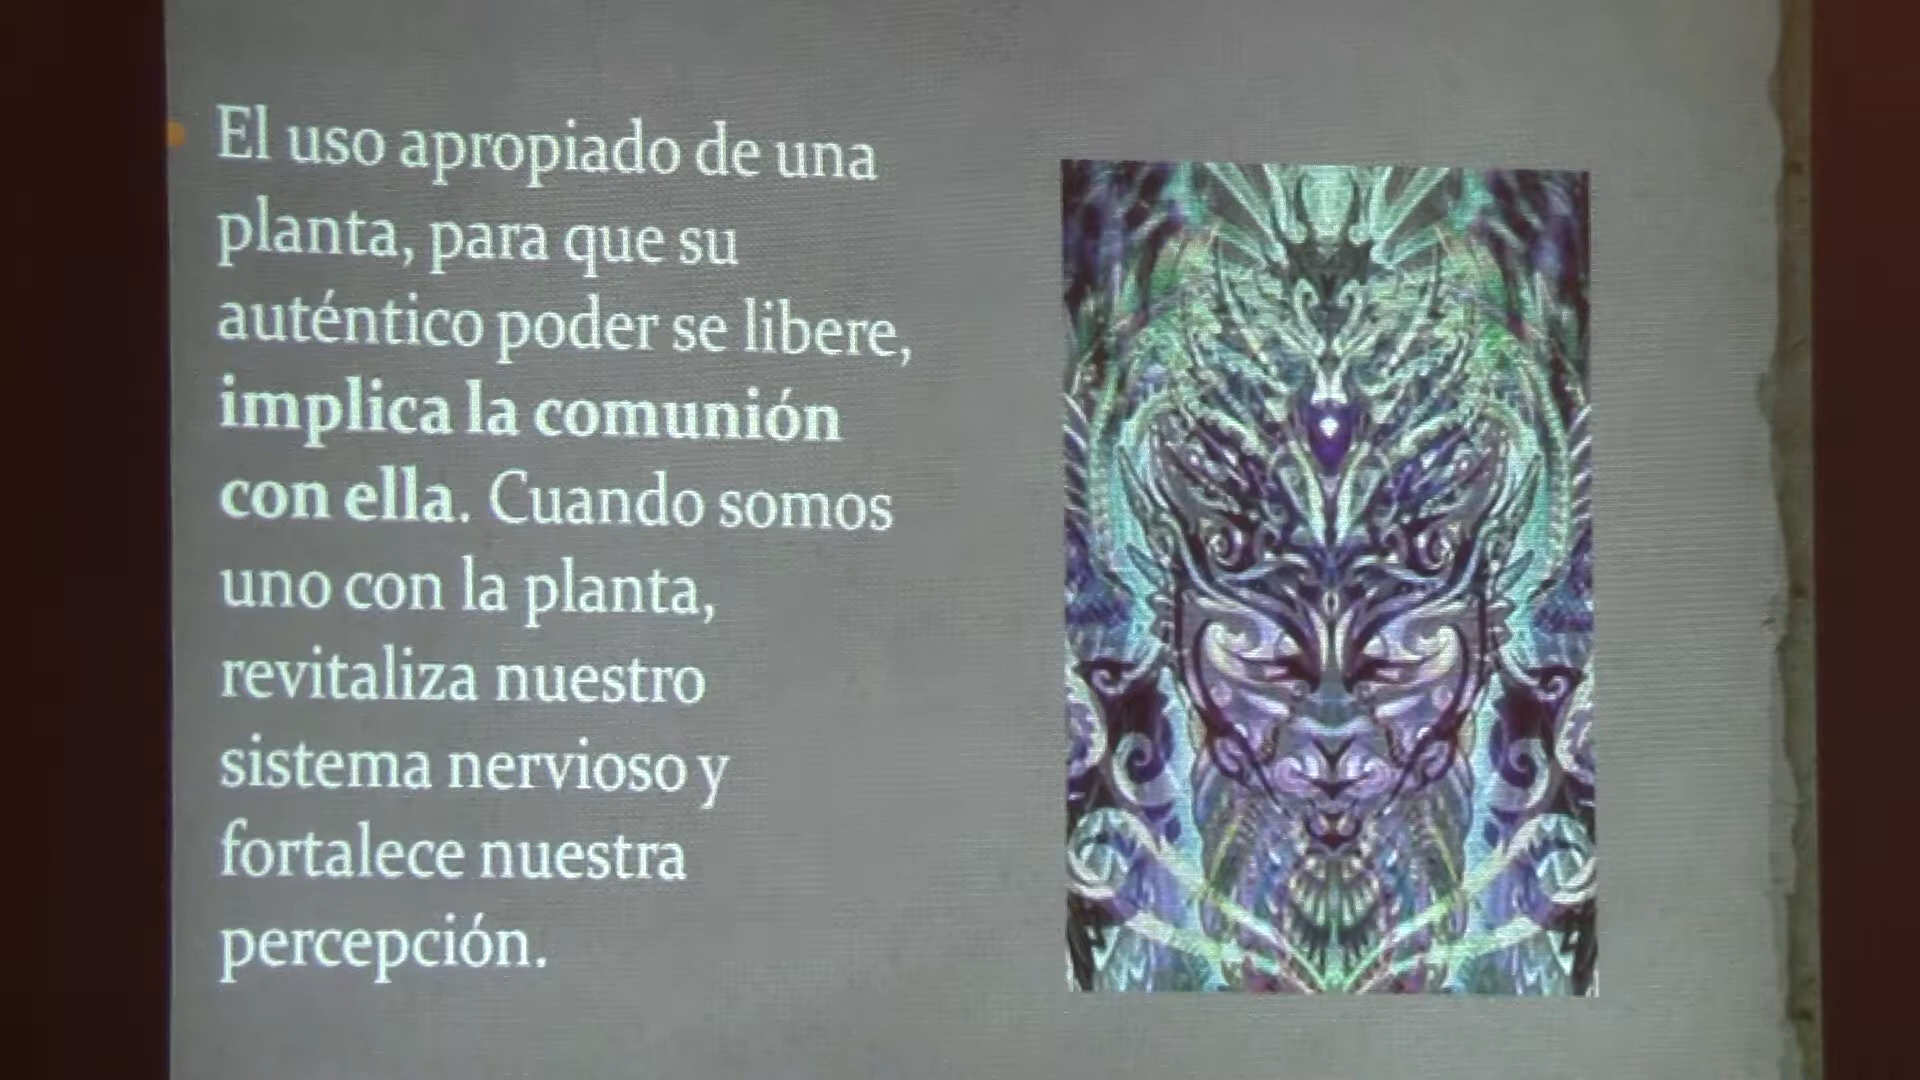 El uso apropiado de una
planta, para que su
auténtico poder se libere,
implica la comunión
con ella. Cuando somos
uno con la planta,
revitaliza nuestro
sistema nervioso y
fortalece nuestra
percepción.